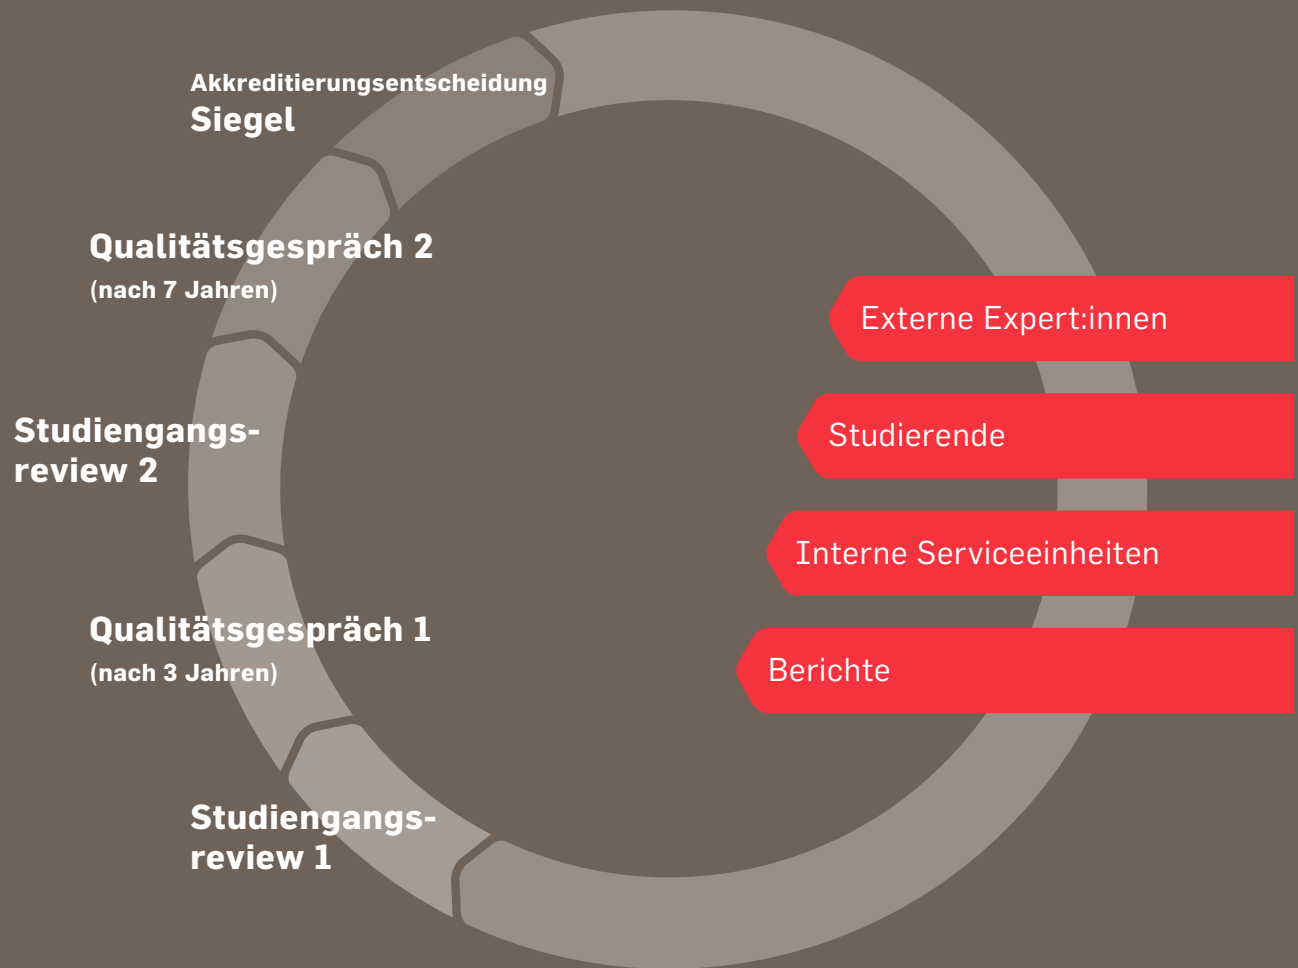 Akkreditierungsentscheidung
Siegel
Qualitätsgespräch 2
(nach 7 Jahren)
Studiengangs-
review 2
Qualitätsgespräch 1
(nach 3 Jahren)
Studiengangs-
review 1
Externe Expert:innen
Studierende
Interne Serviceeinheiten
Berichte